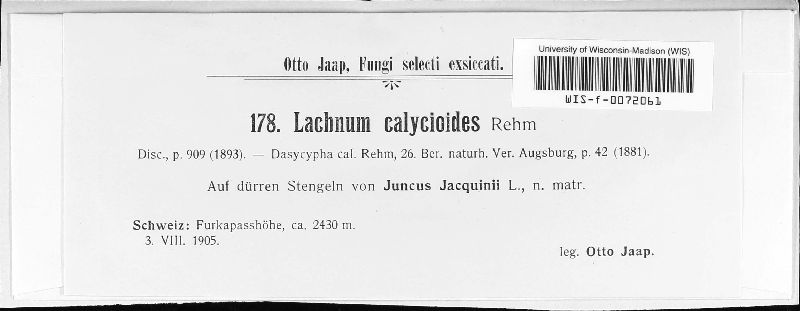 Otto Jaap, Fungi selecti exsiccati.
University of Wisconsin-Madison (WIS)
WIS-f-0072061
178. Lachnum calycioides Rehm
Disc., p. 909 (1893). — Dasycypha cal. Rehm, 26. Ber. naturh. Ver. Augsburg, p. 42 (1881).
Auf dürren Stengeln von Juncus Jacquinii L., n. matr.
Schweiz: Furkapasshöhe, ca. 2430 m.
3. VIII. 1905.
leg. Otto Jaap.